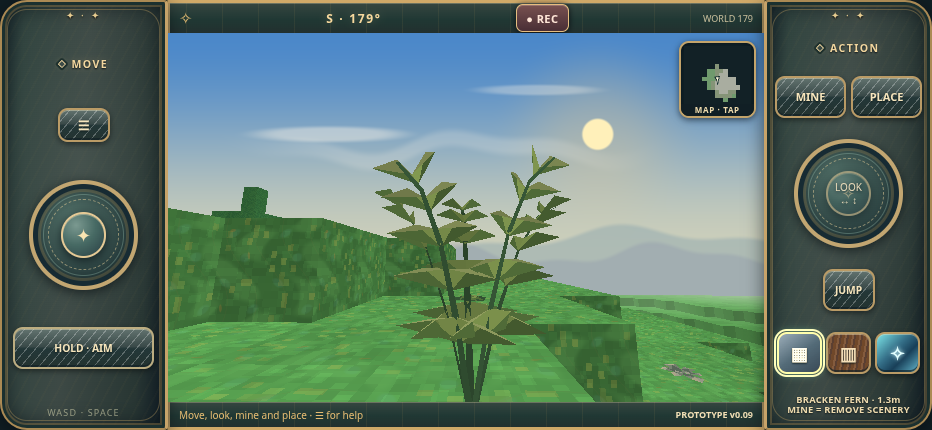 MOVE
☰
HOLD · AIM
WASD · SPACE
S · 179°
● REC
WORLD 179
MAP · TAP
Move, look, mine and place · ☰ for help
PROTOTYPE v0.09
ACTION
MINE
PLACE
LOOK
JUMP
BRACKEN FERN · 1.3m
MINE = REMOVE SCENERY